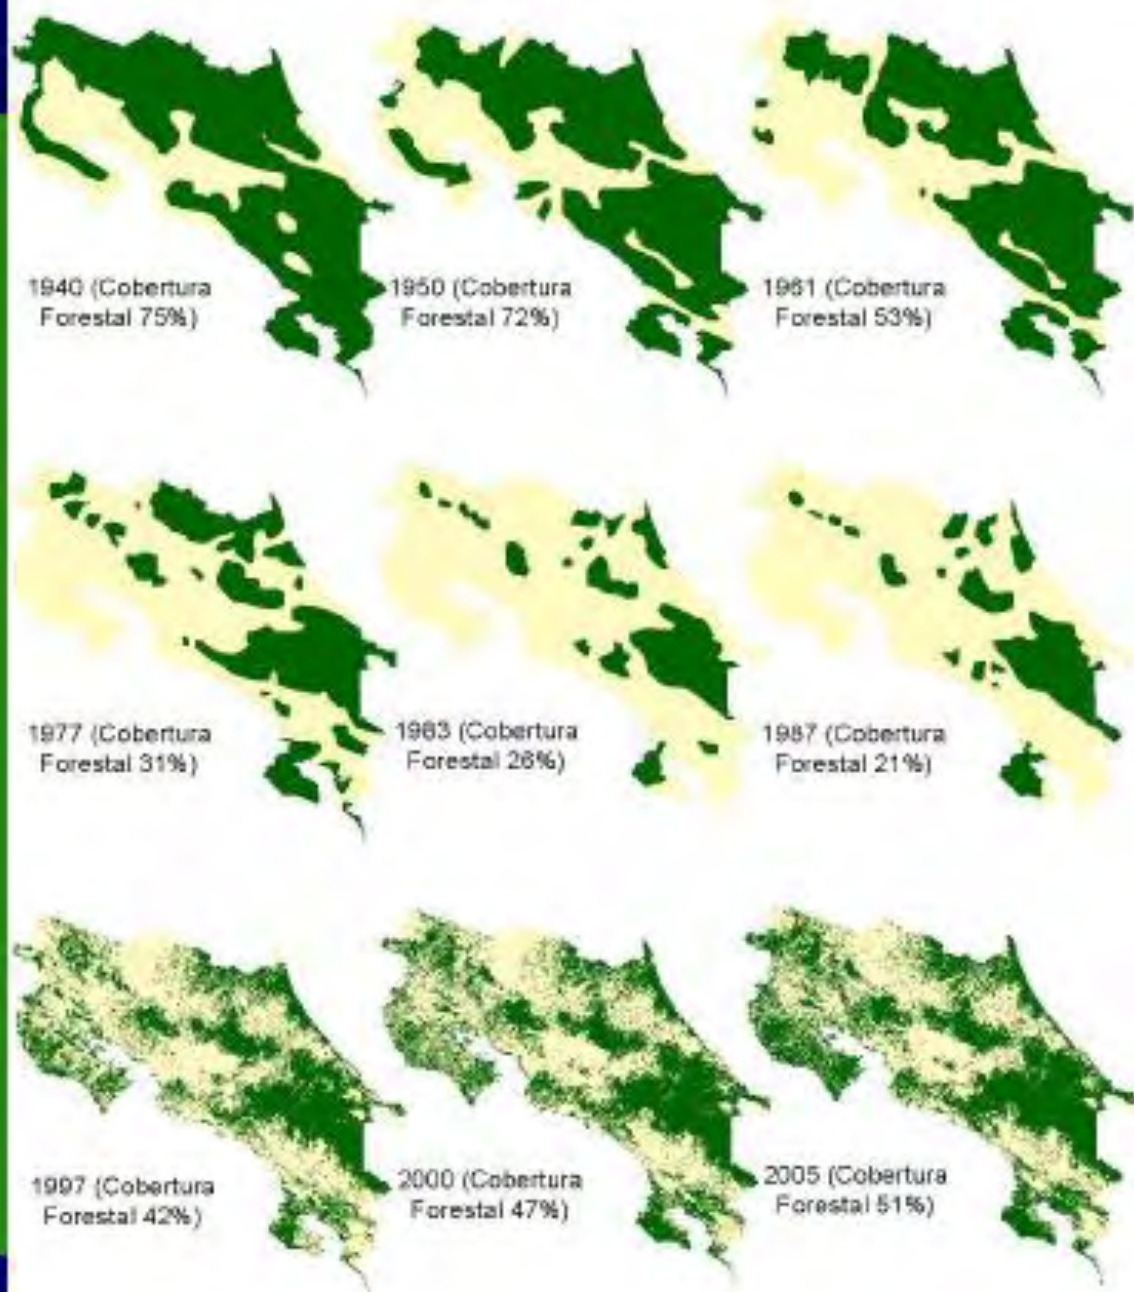 1940 (Cobertura
Forestal 75%)
1950 (Cobertura
Forestal 72%)
1961 (Cobertura
Forestal 53%)
1977 (Cobertura
Forestal 31%)
1983 (Cobertura
Forestal 26%)
1987 (Cobertura
Forestal 21%)
1997 (Cobertura
Forestal 42%)
2000 (Cobertura
Forestal 47%)
2005 (Cobertura
Forestal 51%)